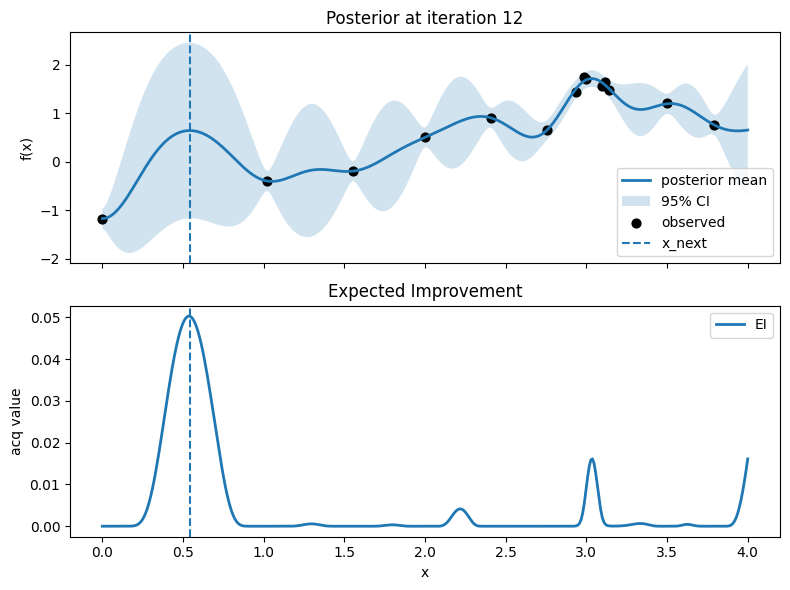 Posterior at iteration 12
f(x)
2
1
0
−1
−2
posterior mean
95% CI
observed
x_next
Expected Improvement
acq value
0.05
0.04
0.03
0.02
0.01
0.00
EI
0.0 0.5 1.0 1.5 2.0 2.5 3.0 3.5 4.0
x